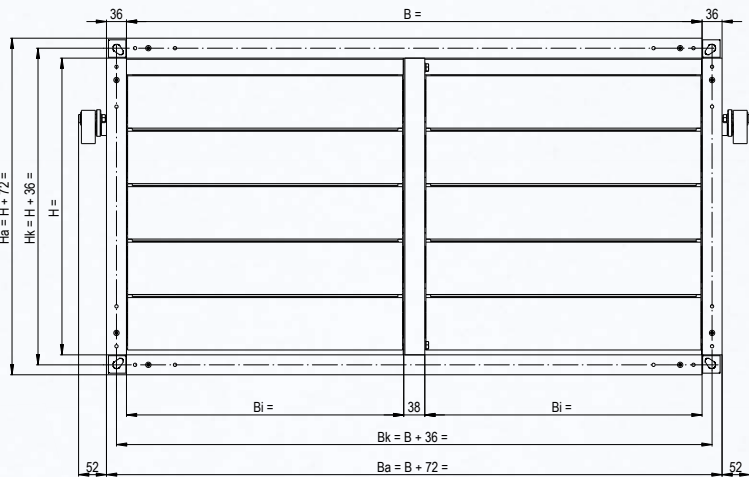 36
B =
36
Ha = H + 72 =
Hk = H + 36 =
H =
Bi =
38
Bi =
Bk = B + 36 =
52
Ba = B + 72 =
52